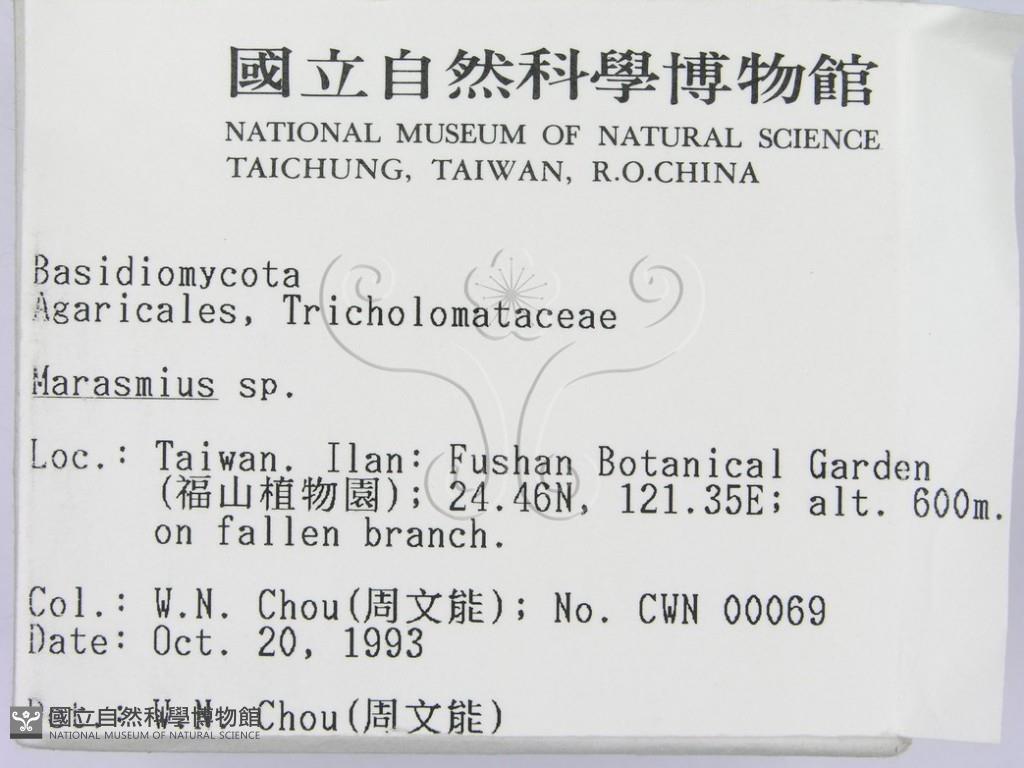 國立自然科學博物館
NATIONAL MUSEUM OF NATURAL SCIENCE
TAICHUNG, TAIWAN, R.O.CHINA
Basidiomycota
Agaricales, Tricholomataceae
Marasmius sp.
Loc.: Taiwan. Ilan: Fushan Botanical Garden
(福山植物園); 24.46N, 121.35E; alt. 600m.
on fallen branch.
Col.: W.N. Chou(周文能); No. CWN 00069
Date: Oct. 20, 1993
Det.: W.N. Chou(周文能)
國立自然科學博物館
NATIONAL MUSEUM OF NATURAL SCIENCE